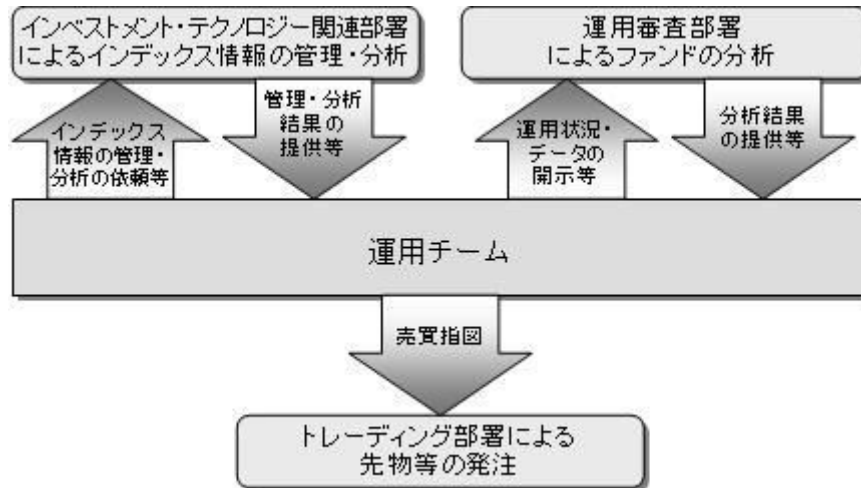 インベストメント・テクノロジー関連部署
によるインデックス情報の管理・分析
運用審査部署
によるファンドの分析
インデックス
情報の管理・
分析の依頼等
管理・分析
結果の
提供等
運用状況・
データの
開示等
分析結果
の提供等
運用チーム
売買指図
トレーディング部署による
先物等の発注